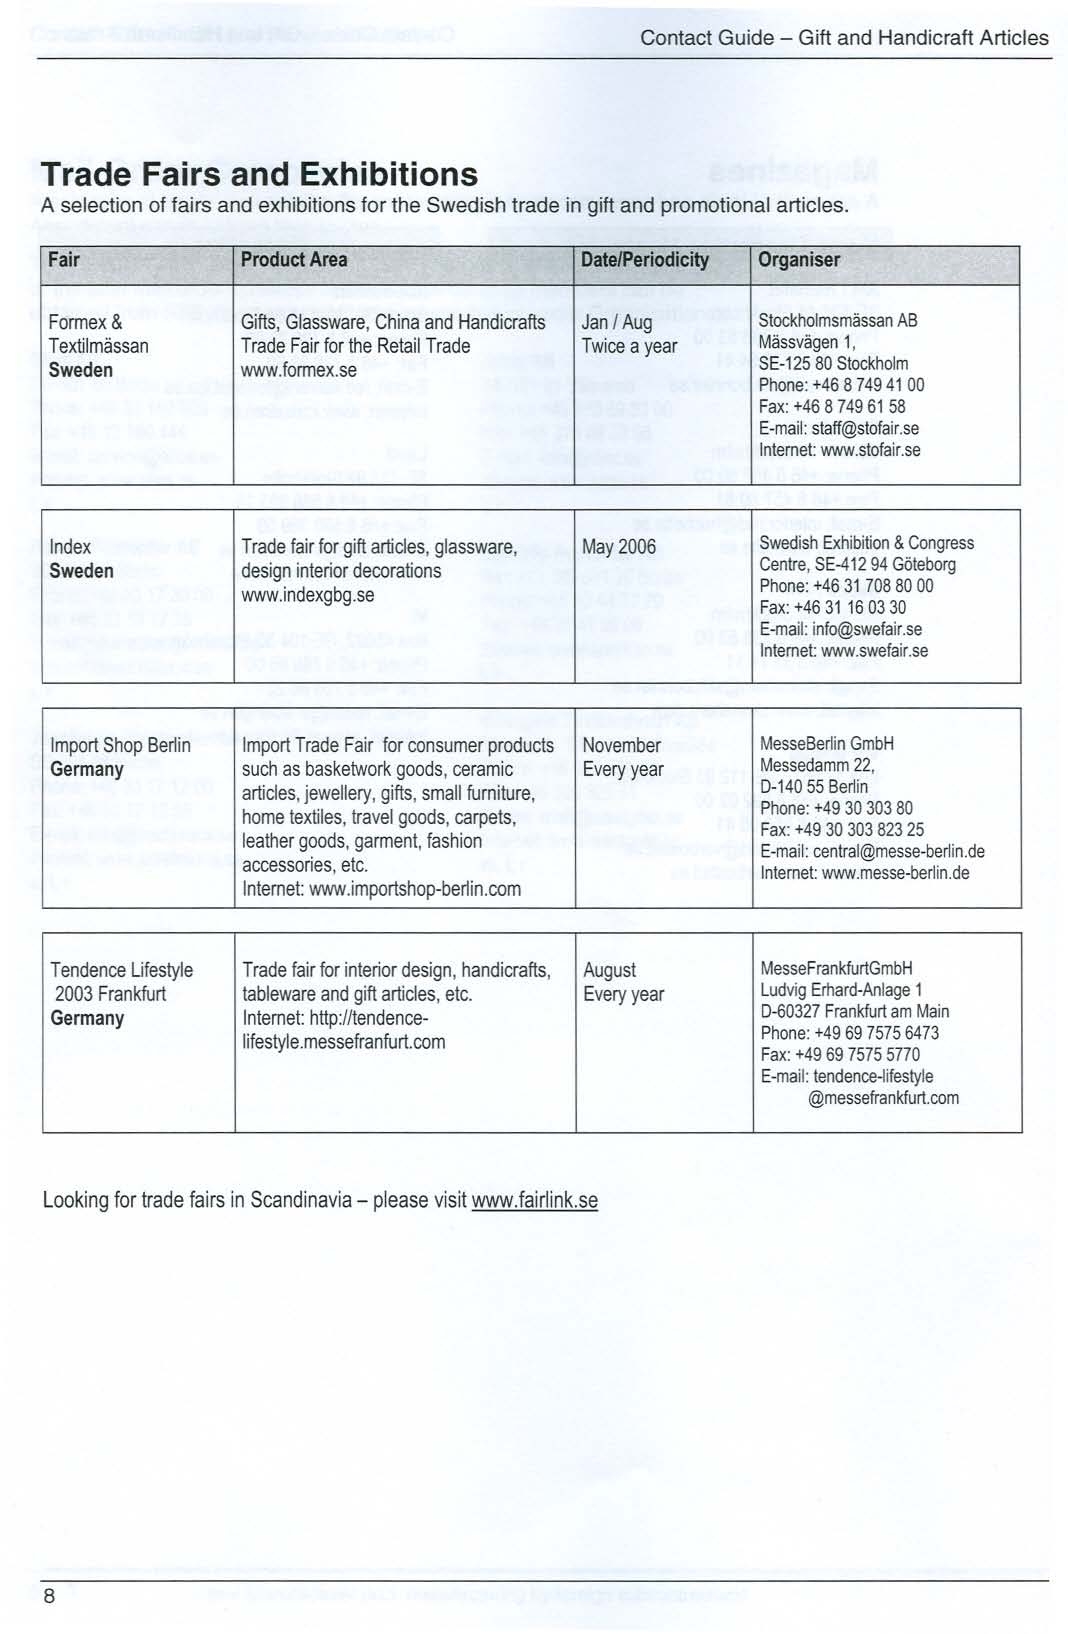 Contact Guide – Gift and Handicraft Articles
Trade Fairs and Exhibitions
A selection of fairs and exhibitions for the Swedish trade in gift and promotional articles.
Fair
Product Area
Date/Periodicity
Organiser
Formex &
Textilmässan
Sweden
Gifts, Glassware, China and Handicrafts
Trade Fair for the Retail Trade
www.formex.se
Jan / Aug
Twice a year
Stockholmsmässan AB
Mässvägen 1,
SE-125 80 Stockholm
Phone: +46 8 749 41 00
Fax: +46 8 749 61 58
E-mail: staff@stofair.se
Internet: www.stofair.se
Index
Sweden
Trade fair for gift articles, glassware,
design interior decorations
www.indexgbg.se
May 2006
Swedish Exhibition & Congress
Centre, SE-412 94 Göteborg
Phone: +46 31 708 80 00
Fax: +46 31 16 03 30
E-mail: info@swefair.se
Internet: www.swefair.se
Import Shop Berlin
Germany
Import Trade Fair for consumer products
such as basketwork goods, ceramic
articles, jewellery, gifts, small furniture,
home textiles, travel goods, carpets,
leather goods, garment, fashion
accessories, etc.
Internet: www.importshop-berlin.com
November
Every year
MesseBerlin GmbH
Messedamm 22,
D-140 55 Berlin
Phone: +49 30 303 80
Fax: +49 30 303 823 25
E-mail: central@messe-berlin.de
Internet: www.messe-berlin.de
Tendence Lifestyle
2003 Frankfurt
Germany
Trade fair for interior design, handicrafts,
tableware and gift articles, etc.
Internet: http://tendence-
lifestyle.messefranfurt.com
August
Every year
MesseFrankfurtGmbH
Ludvig Erhard-Anlage 1
D-60327 Frankfurt am Main
Phone: +49 69 7575 6473
Fax: +49 69 7575 5770
E-mail: tendence-lifestyle
@messefrankfurt.com
Looking for trade fairs in Scandinavia – please visit www.fairlink.se
8